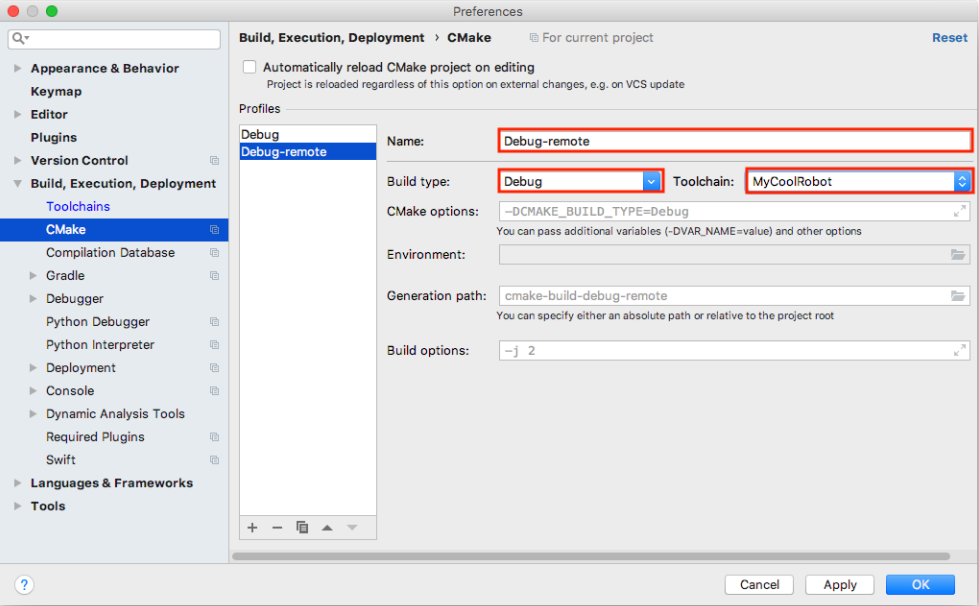 Preferences
Build, Execution, Deployment › CMake For current project Reset
Appearance & Behavior
Keymap
Editor
Plugins
Version Control
Build, Execution, Deployment
Toolchains
CMake
Compilation Database
Gradle
Debugger
Python Debugger
Python Interpreter
Deployment
Console
Dynamic Analysis Tools
Required Plugins
Swift
Languages & Frameworks
Tools
Automatically reload CMake project on editing
Project is reloaded regardless of this option on external changes, e.g. on VCS update
Profiles
Debug
Debug-remote
Name: Debug-remote
Build type: Debug Toolchain: MyCoolRobot
CMake options: -DCMAKE_BUILD_TYPE=Debug
You can pass additional variables (-DVAR_NAME=value) and other options
Environment:
Generation path: cmake-build-debug-remote
You can specify either an absolute path or relative to the project root
Build options: -j 2
? Cancel Apply OK